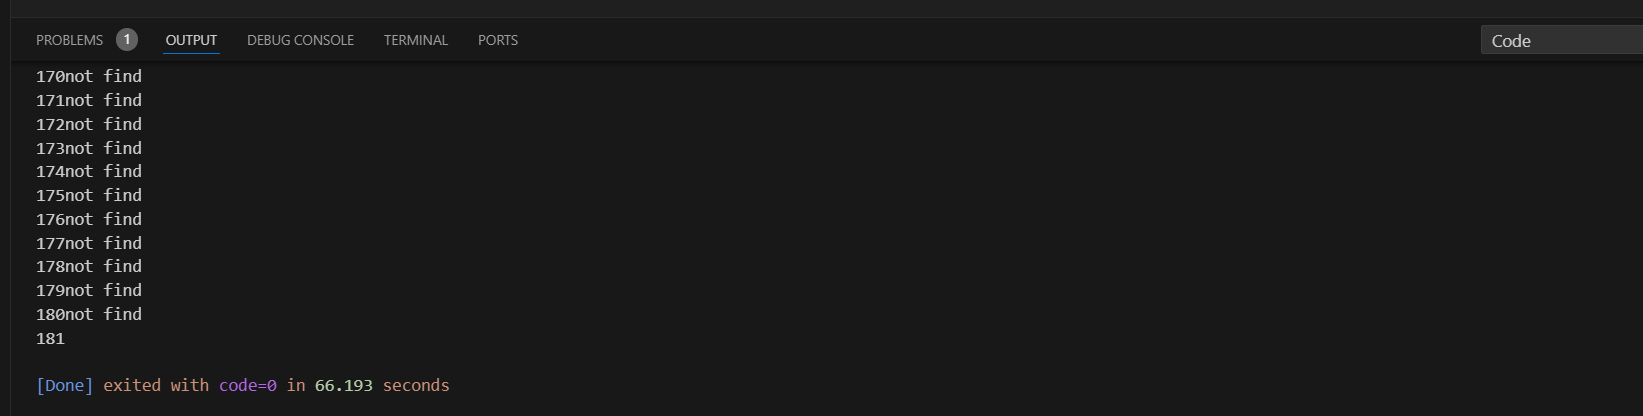 PROBLEMS 1 OUTPUT DEBUG CONSOLE TERMINAL PORTS Code
170not find
171not find
172not find
173not find
174not find
175not find
176not find
177not find
178not find
179not find
180not find
181
[Done] exited with code=0 in 66.193 seconds